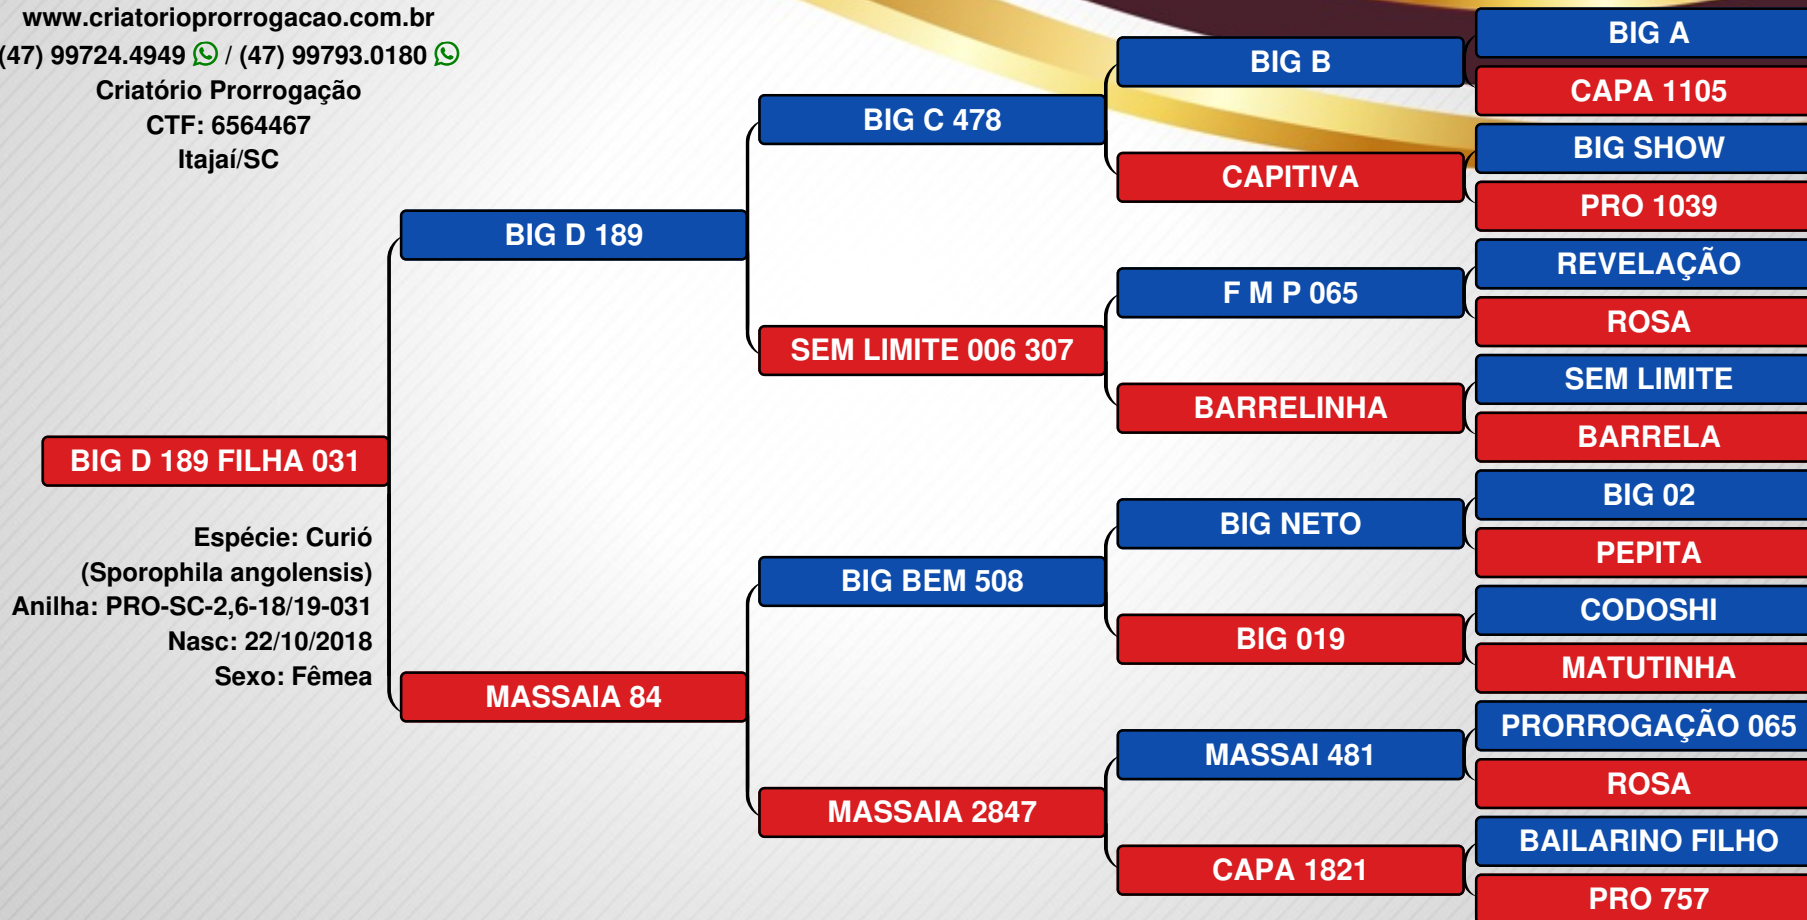 www.criatorioprorrogacao.com.br
(47) 99724.4949 / (47) 99793.0180
Criatório Prorrogação
CTF: 6564467
Itajaí/SC
BIG D 189 FILHA 031
Espécie: Curió
(Sporophila angolensis)
Anilha: PRO-SC-2,6-18/19-031
Nasc: 22/10/2018
Sexo: Fêmea
BIG D 189
MASSAIA 84
BIG C 478
SEM LIMITE 006 307
BIG BEM 508
MASSAIA 2847
BIG B
CAPITIVA
F M P 065
BARRELINHA
BIG NETO
BIG 019
MASSAI 481
CAPA 1821
BIG A
CAPA 1105
BIG SHOW
PRO 1039
REVELAÇÃO
ROSA
SEM LIMITE
BARRELA
BIG 02
PEPITA
CODOSHI
MATUTINHA
PRORROGAÇÃO 065
ROSA
BAILARINO FILHO
PRO 757